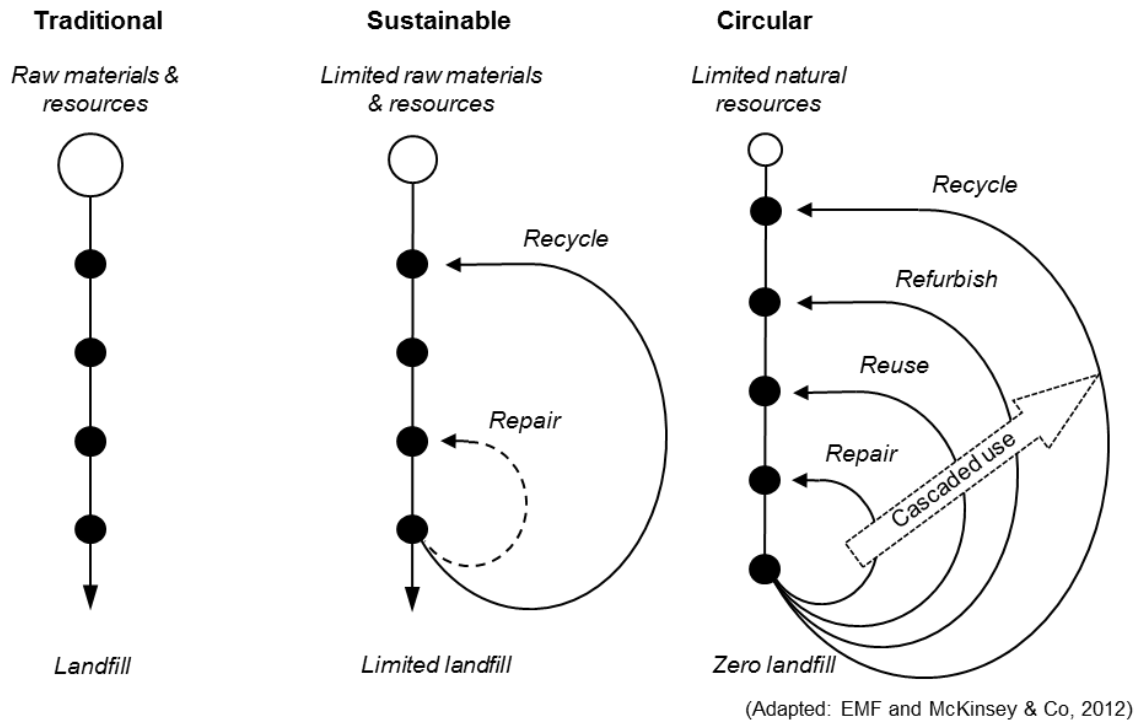 Traditional
Raw materials &
resources
Landfill
Sustainable
Limited raw materials
& resources
Recycle
Repair
Limited landfill
Circular
Limited natural
resources
Recycle
Refurbish
Reuse
Repair
Cascaded use
Zero landfill
(Adapted: EMF and McKinsey & Co, 2012)